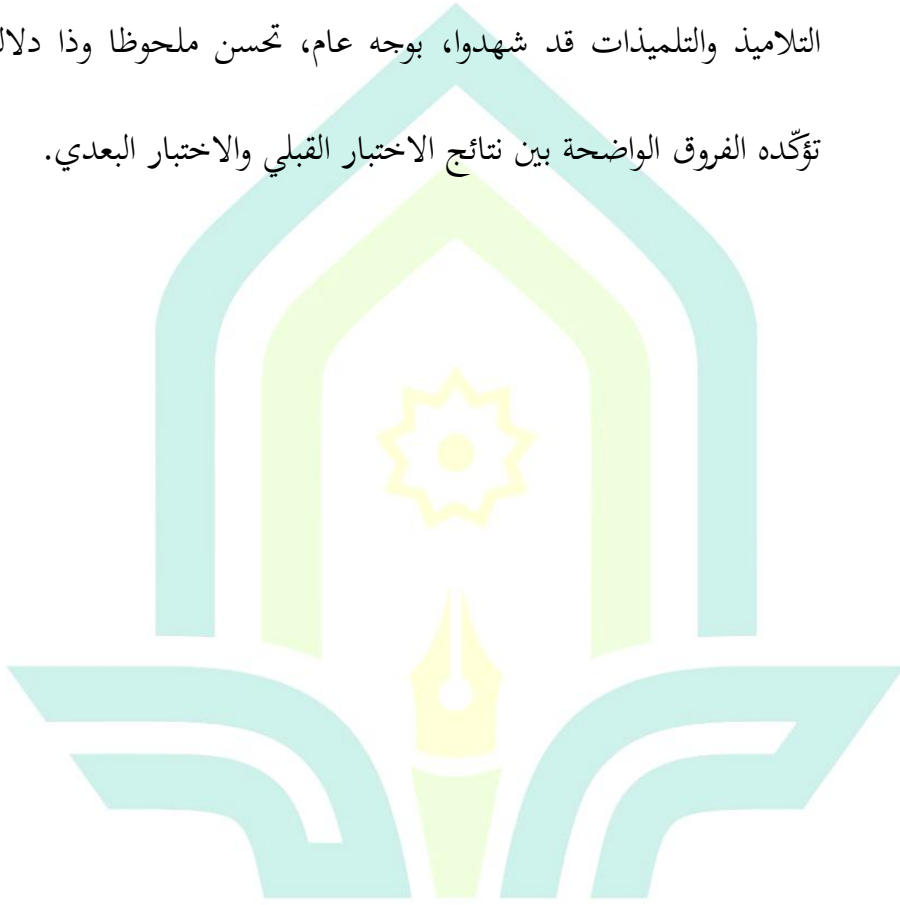 التلاميذ والتلميذات قد شهدوا، بوجه عام، تحسن ملحوظا وذا
تؤكّده الفروق الواضحة بين نتائج الاختبار القبلي والاختبار البعدي.